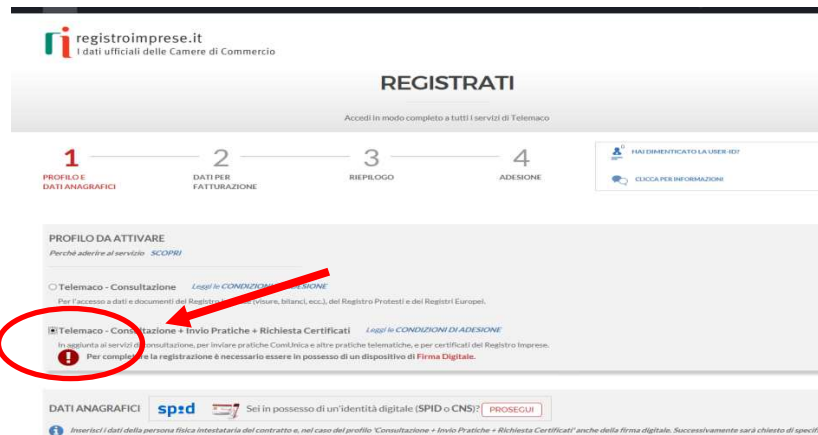 registroimprese.it
I dati ufficiali delle Camere di Commercio
REGISTRATI
Accedi in modo completo a tutti i servizi di Telemaco
1
PROFILO E
DATI ANAGRAFICI
2
DATI PER
FATTURAZIONE
3
RIEPILOGO
4
ADESIONE
HAI DIMENTICATO LA USER-ID?
CLICCA PER INFORMAZIONI
PROFILO DA ATTIVARE
Perchè aderire al servizio SCOPRI
Telemaco - Consultazione Leggi le CONDIZIONI DI ADESIONE
Per l'accesso a dati e documenti del Registro (visure, bilanci, ecc.), del Registro Protesti e dei Registri Europei.
Telemaco - Consultazione + Invio Pratiche + Richiesta Certificati Leggi le CONDIZIONI DI ADESIONE
In aggiunta ai servizi di consultazione, per inviare pratiche ComUnica e altre pratiche telematiche, e per certificati del Registro Imprese.
Per completare la registrazione è necessario essere in possesso di un dispositivo di Firma Digitale.
DATI ANAGRAFICI spid Sei in possesso di un'identità digitale (SPID o CNS)? PROSEGUI
Inserisci i dati della persona fisica intestataria del contratto e, nel caso del profilo 'Consultazione + Invio Pratiche + Richiesta Certificati' anche della firma digitale. Successivamente sarà chiesto di specif